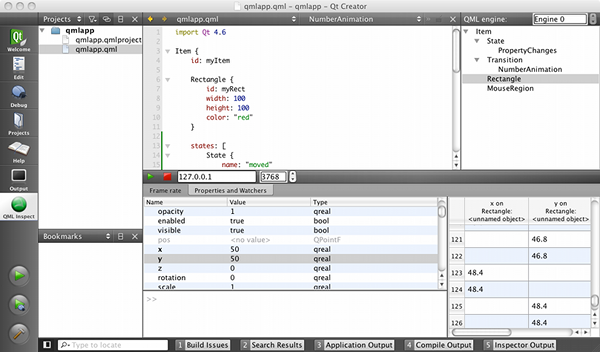 qmlapp.qml - qmlapp - Qt Creator
Projects
qmlapp.qml
NumberAnimation
QML engine:
Engine 0
Welcome
Edit
Debug
Projects
Help
Output
QML Inspect
qmlapp
qmlapp.qmlproject
qmlapp.qml
1 import Qt 4.6
2
3 Item {
4 id: myItem
5
6 Rectangle {
7 id: myRect
8 width: 100
9 height: 100
10 color: "red"
11 }
12
13 states: [
14 State {
15 name: "moved"
Item
State
PropertyChanges
Transition
NumberAnimation
Rectangle
MouseRegion
127.0.0.1
3768
Frame rate
Properties and Watchers
Name Value Type
opacity 1 qreal
enabled true bool
visible true bool
pos <no value> QPointF
x 50 qreal
y 50 qreal
z 0 qreal
rotation 0 qreal
scale 1 qreal
>>
x on Rectangle: <unnamed object>
y on Rectangle: <unnamed object>
121 46.8
122 46.8
123 48.4
124 48.4
125 48.4
126 48.4
Bookmarks
Type to locate
1 Build Issues
2 Search Results
3 Application Output
4 Compile Output
5 Inspector Output